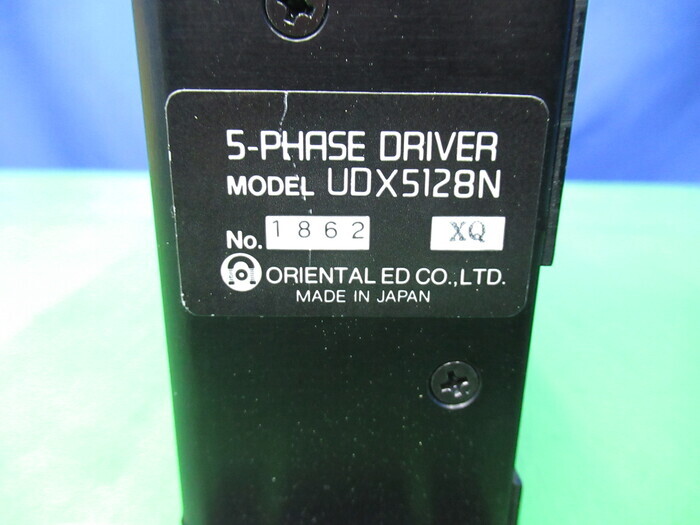 5-PHASE DRIVER
MODEL UDX5128N
No. 1862 XQ
ORIENTAL ED CO.,LTD.
MADE IN JAPAN